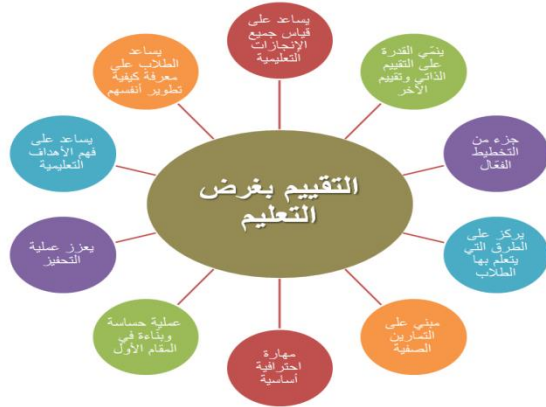 التقييم بغرض
التعليم
يساعد على
قياس جميع
الإنجازات
التعليمية
ينمّي القدرة
على التقييم
الذاتي وتقييم
الآخر
جزء من
التخطيط
الفعّال
يركز على
الطرق التي
يتعلم بها
الطلاب
مبني على
التمارين
الصفية
مهارة
احترافية
أساسية
عملية حساسة
وبناءة في
المقام الأول
يعزز عملية
التحفيز
يساعد على
فهم الأهداف
التعليمية
يساعد
الطلاب على
معرفة كيفية
تطوير أنفسهم